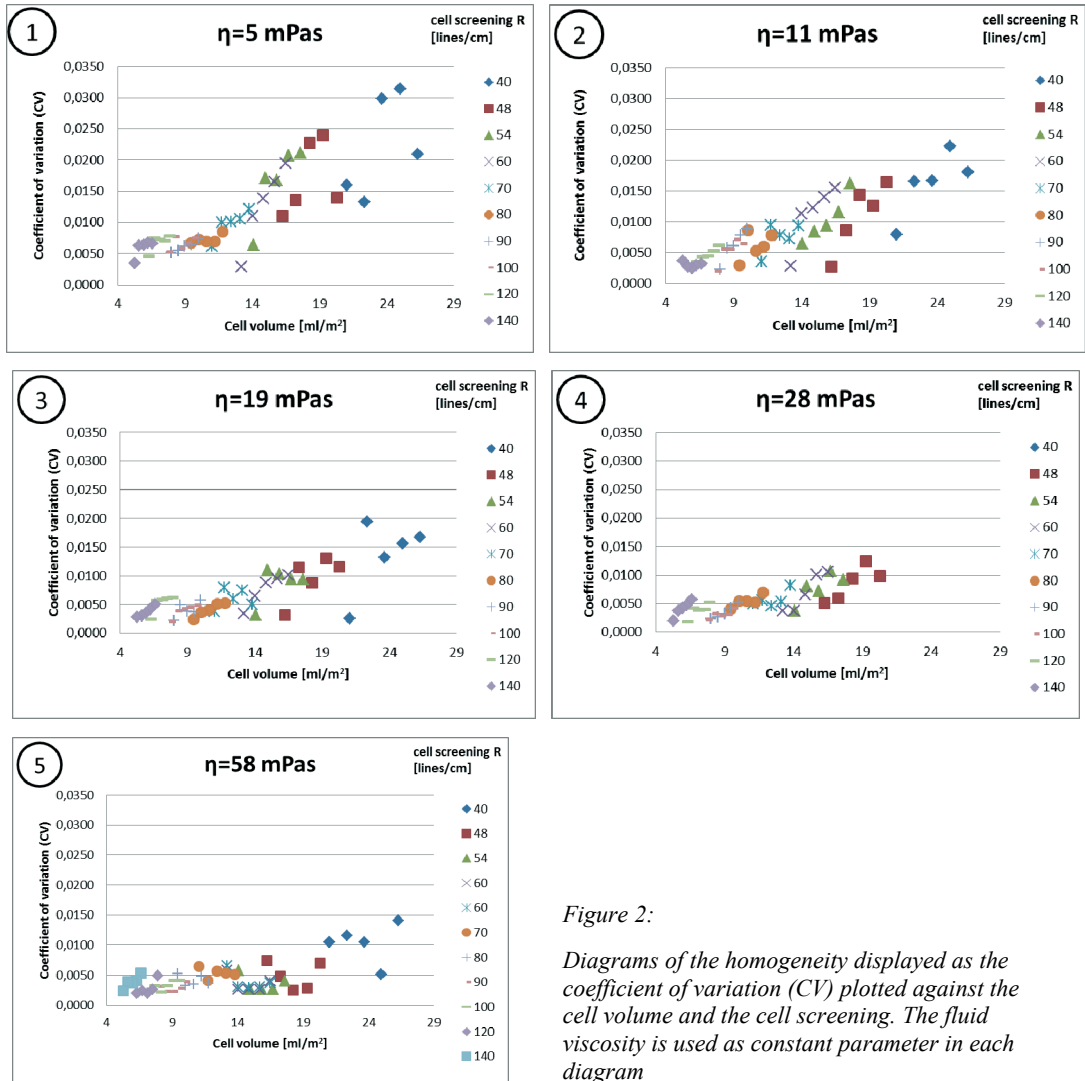 1
η=5 mPas
cell screening R
[lines/cm]
Coefficient of variation (CV)
0,0350
0,0300
0,0250
0,0200
0,0150
0,0100
0,0050
0,0000
4 9 14 19 24 29
Cell volume [ml/m²]
40
48
54
60
70
80
90
100
120
140
2
η=11 mPas
cell screening R
[lines/cm]
Coefficient of variation (CV)
0,0350
0,0300
0,0250
0,0200
0,0150
0,0100
0,0050
0,0000
4 9 14 19 24 29
Cell volume [ml/m²]
40
48
54
60
70
80
90
100
120
140
3
η=19 mPas
cell screening R
[lines/cm]
Coefficient of variation (CV)
0,0350
0,0300
0,0250
0,0200
0,0150
0,0100
0,0050
0,0000
4 9 14 19 24 29
Cell volume [ml/m²]
40
48
54
60
70
80
90
100
120
140
4
η=28 mPas
cell screening R
[lines/cm]
Coefficient of variation (CV)
0,0350
0,0300
0,0250
0,0200
0,0150
0,0100
0,0050
0,0000
4 9 14 19 24 29
Cell volume [ml/m²]
40
48
54
60
70
80
90
100
120
140
5
η=58 mPas
cell screening R
[lines/cm]
Coefficient of variation (CV)
0,0350
0,0300
0,0250
0,0200
0,0150
0,0100
0,0050
0,0000
4 9 14 19 24 29
Cell volume [ml/m²]
40
48
54
60
60
70
80
90
100
120
140
Figure 2:
Diagrams of the homogeneity displayed as the
coefficient of variation (CV) plotted against the
cell volume and the cell screening. The fluid
viscosity is used as constant parameter in each
diagram